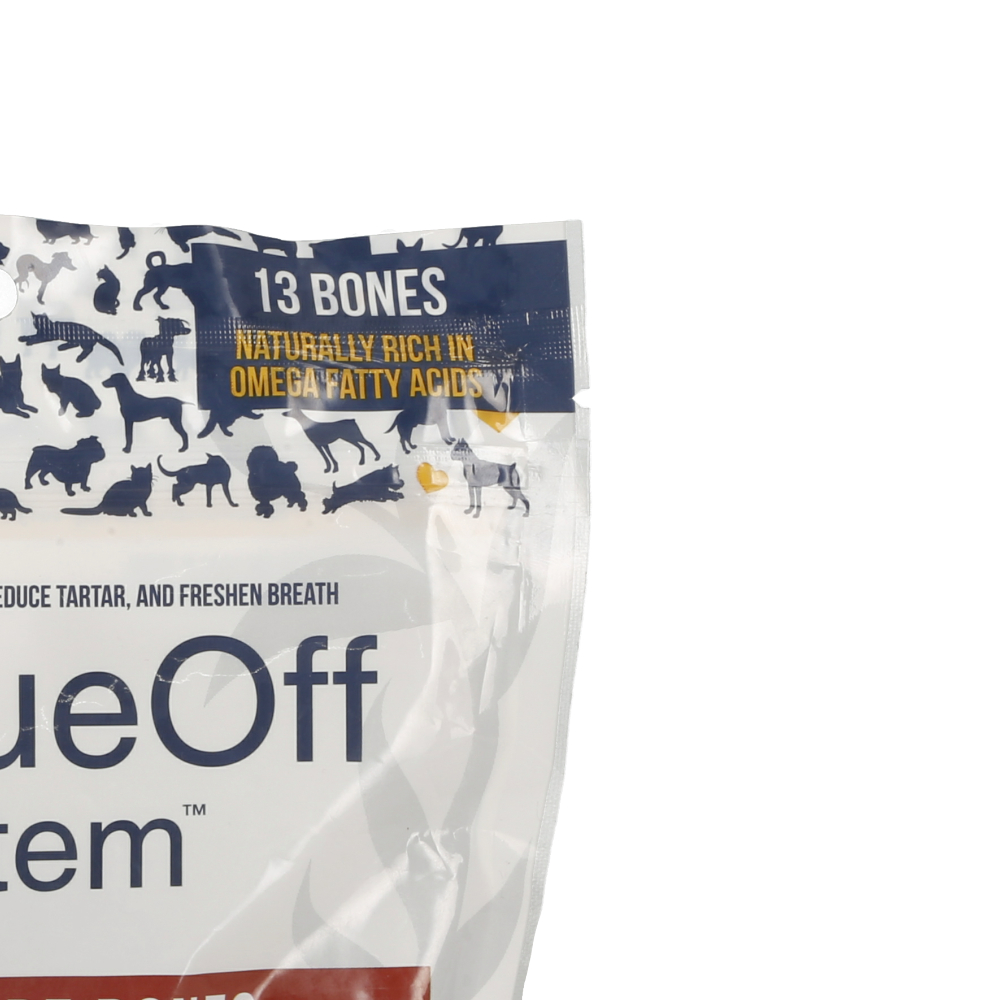 13 BONES
NATURALLY RICH IN
OMEGA FATTY ACIDS
EDUCE TARTAR, AND FRESHEN BREATH
ueOff
tem™